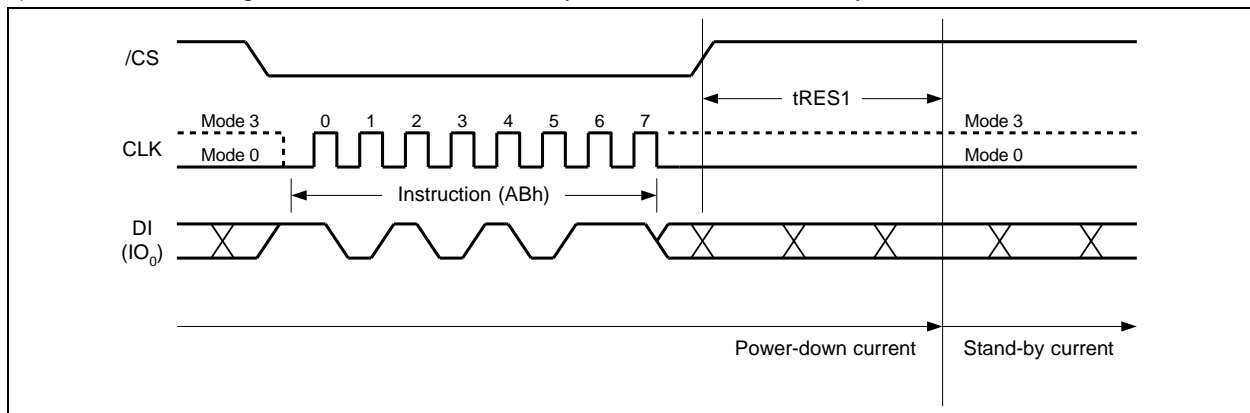 /CS
tRES1
Mode 3 0 1 2 3 4 5 6 7 Mode 3
CLK
Mode 0 Mode 0
Instruction (ABh)
DI
(IO0)
Power-down current Stand-by current